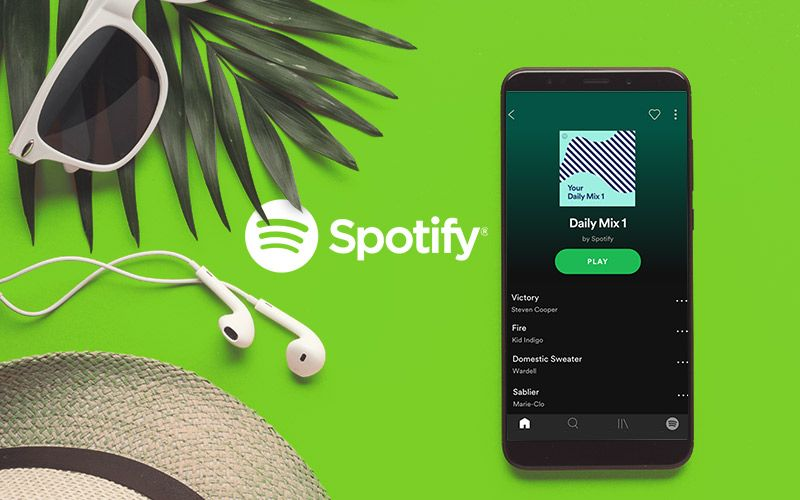 Spotify®
Your
Daily Mix 1
Daily Mix 1
by Spotify
PLAY
Victory
Steven Cooper
Fire
Kid Indigo
Domestic Sweater
Wardell
Sablier
Marie-Clo